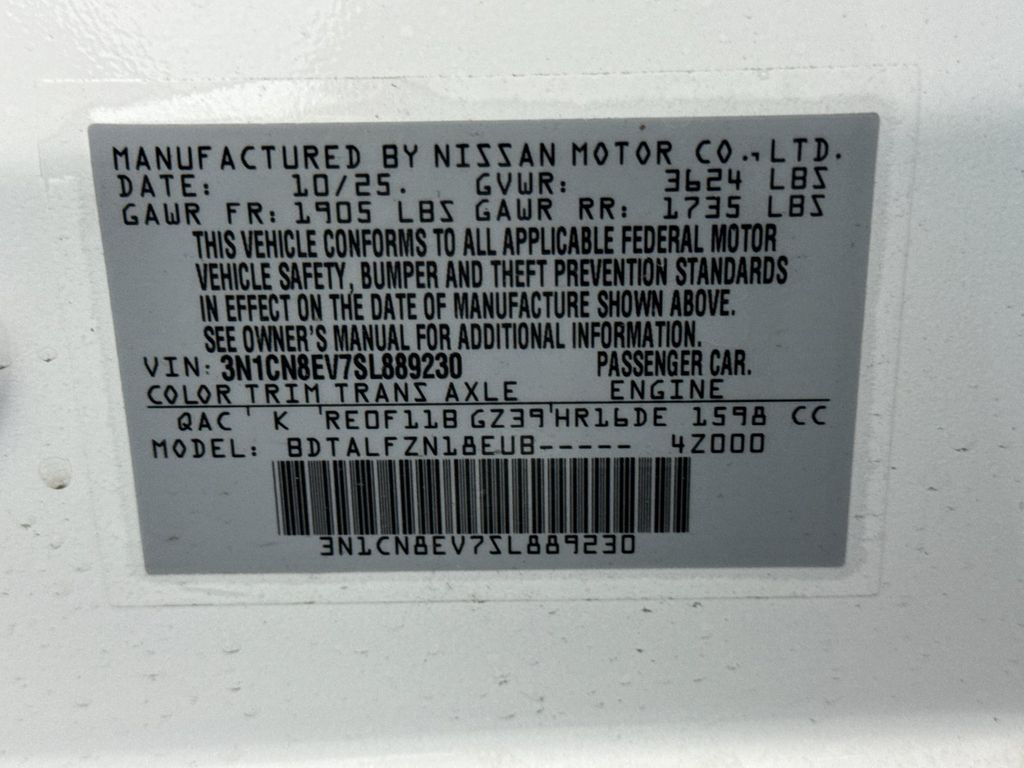 MANUFACTURED BY NISSAN MOTOR CO.,LTD.
DATE: 10/25. GVWR: 3624 LBS
GAWR FR: 1905 LBS GAWR RR: 1735 LBS
THIS VEHICLE CONFORMS TO ALL APPLICABLE FEDERAL MOTOR
VEHICLE SAFETY, BUMPER AND THEFT PREVENTION STANDARDS
IN EFFECT ON THE DATE OF MANUFACTURE SHOWN ABOVE.
SEE OWNER'S MANUAL FOR ADDITIONAL INFORMATION.
VIN: 3N1CN8EV7SL889230 PASSENGER CAR.
COLOR TRIM TRANS AXLE ENGINE
QAC K RE0F11B GZ39 HR16DE 1598 CC
MODEL: BDTALFZN18EUB----- 4Z000
3N1CN8EV7SL889230